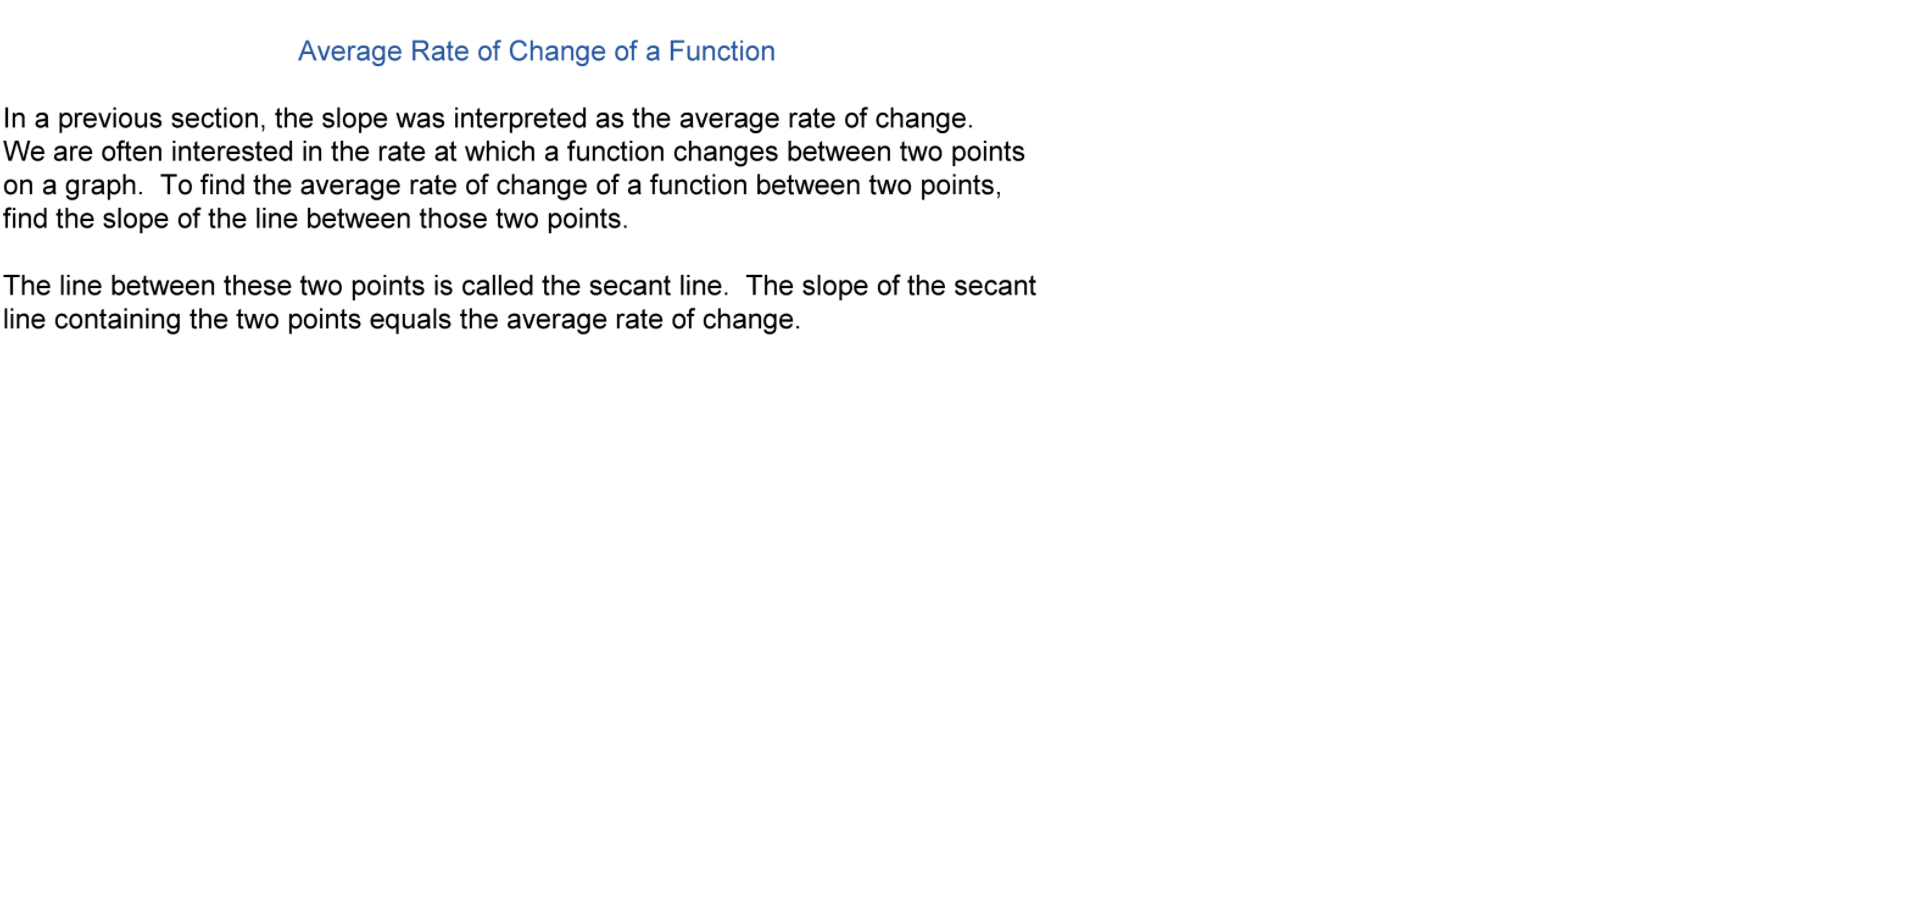 Average Rate of Change of a Function
In a previous section, the slope was interpreted as the average rate of change.
We are often interested in the rate at which a function changes between two points
on a graph.  To find the average rate of change of a function between two points,
find the slope of the line between those two points.
The line between these two points is called the secant line.  The slope of the secant
line containing the two points equals the average rate of change.